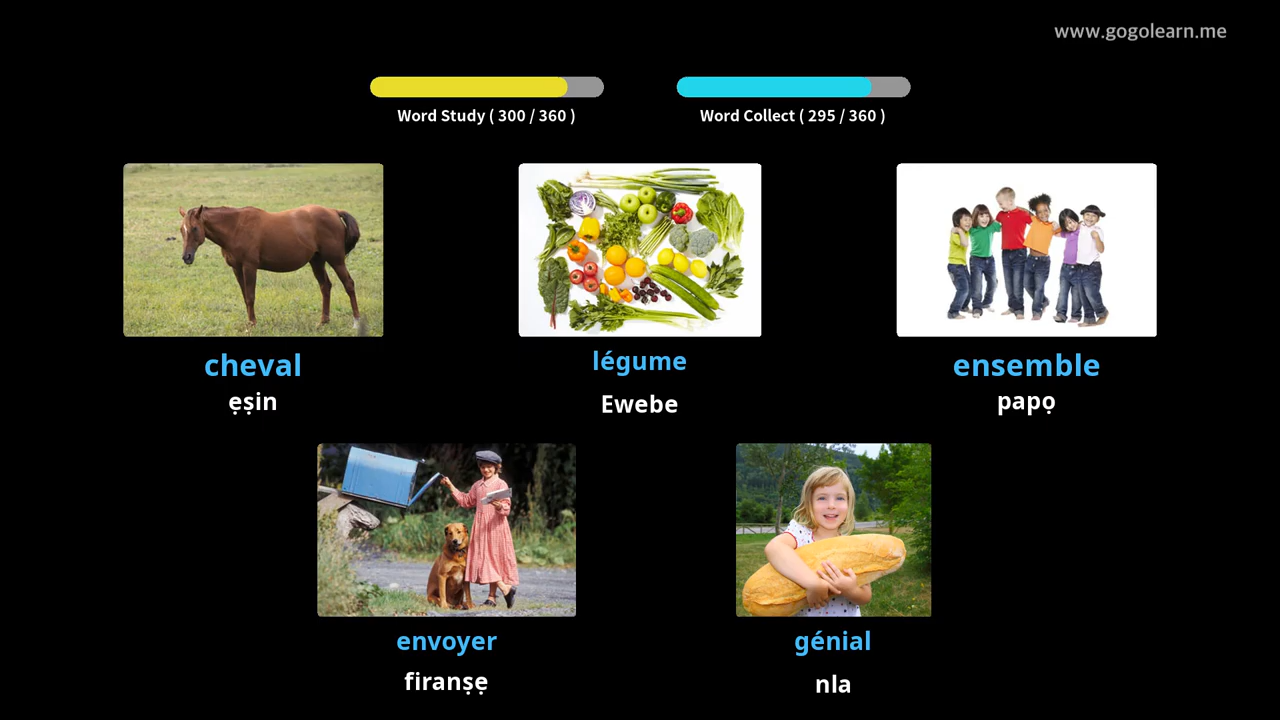 www.gogolearn.me
Word Study ( 300 / 360 )
Word Collect ( 295 / 360 )
cheval
ẹṣin
légume
Ewebe
ensemble
papọ
envoyer
firanṣẹ
génial
nla